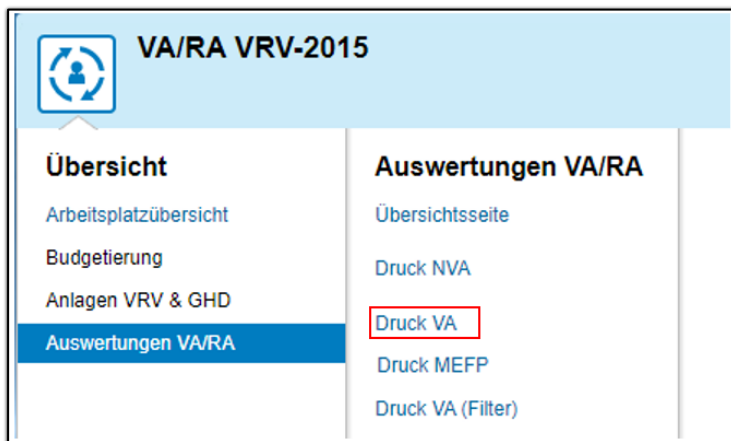 VA/RA VRV-2015
Übersicht
Arbeitsplatzübersicht
Budgetierung
Anlagen VRV & GHD
Auswertungen VA/RA
Auswertungen VA/RA
Übersichtsseite
Druck NVA
Druck VA
Druck MEFP
Druck VA (Filter)